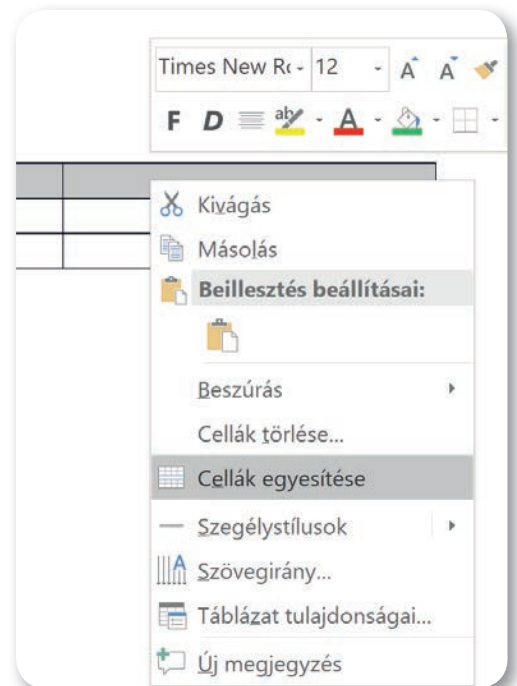 Times New Ro 12 A A
F D ab A
Kivágás
Másolás
Beillesztés beállításai:
Beszúrás
Cellák törlése...
Cellák egyesítése
Szegélystílusok
A Szövegirány...
Táblázat tulajdonságai...
Új megjegyzés